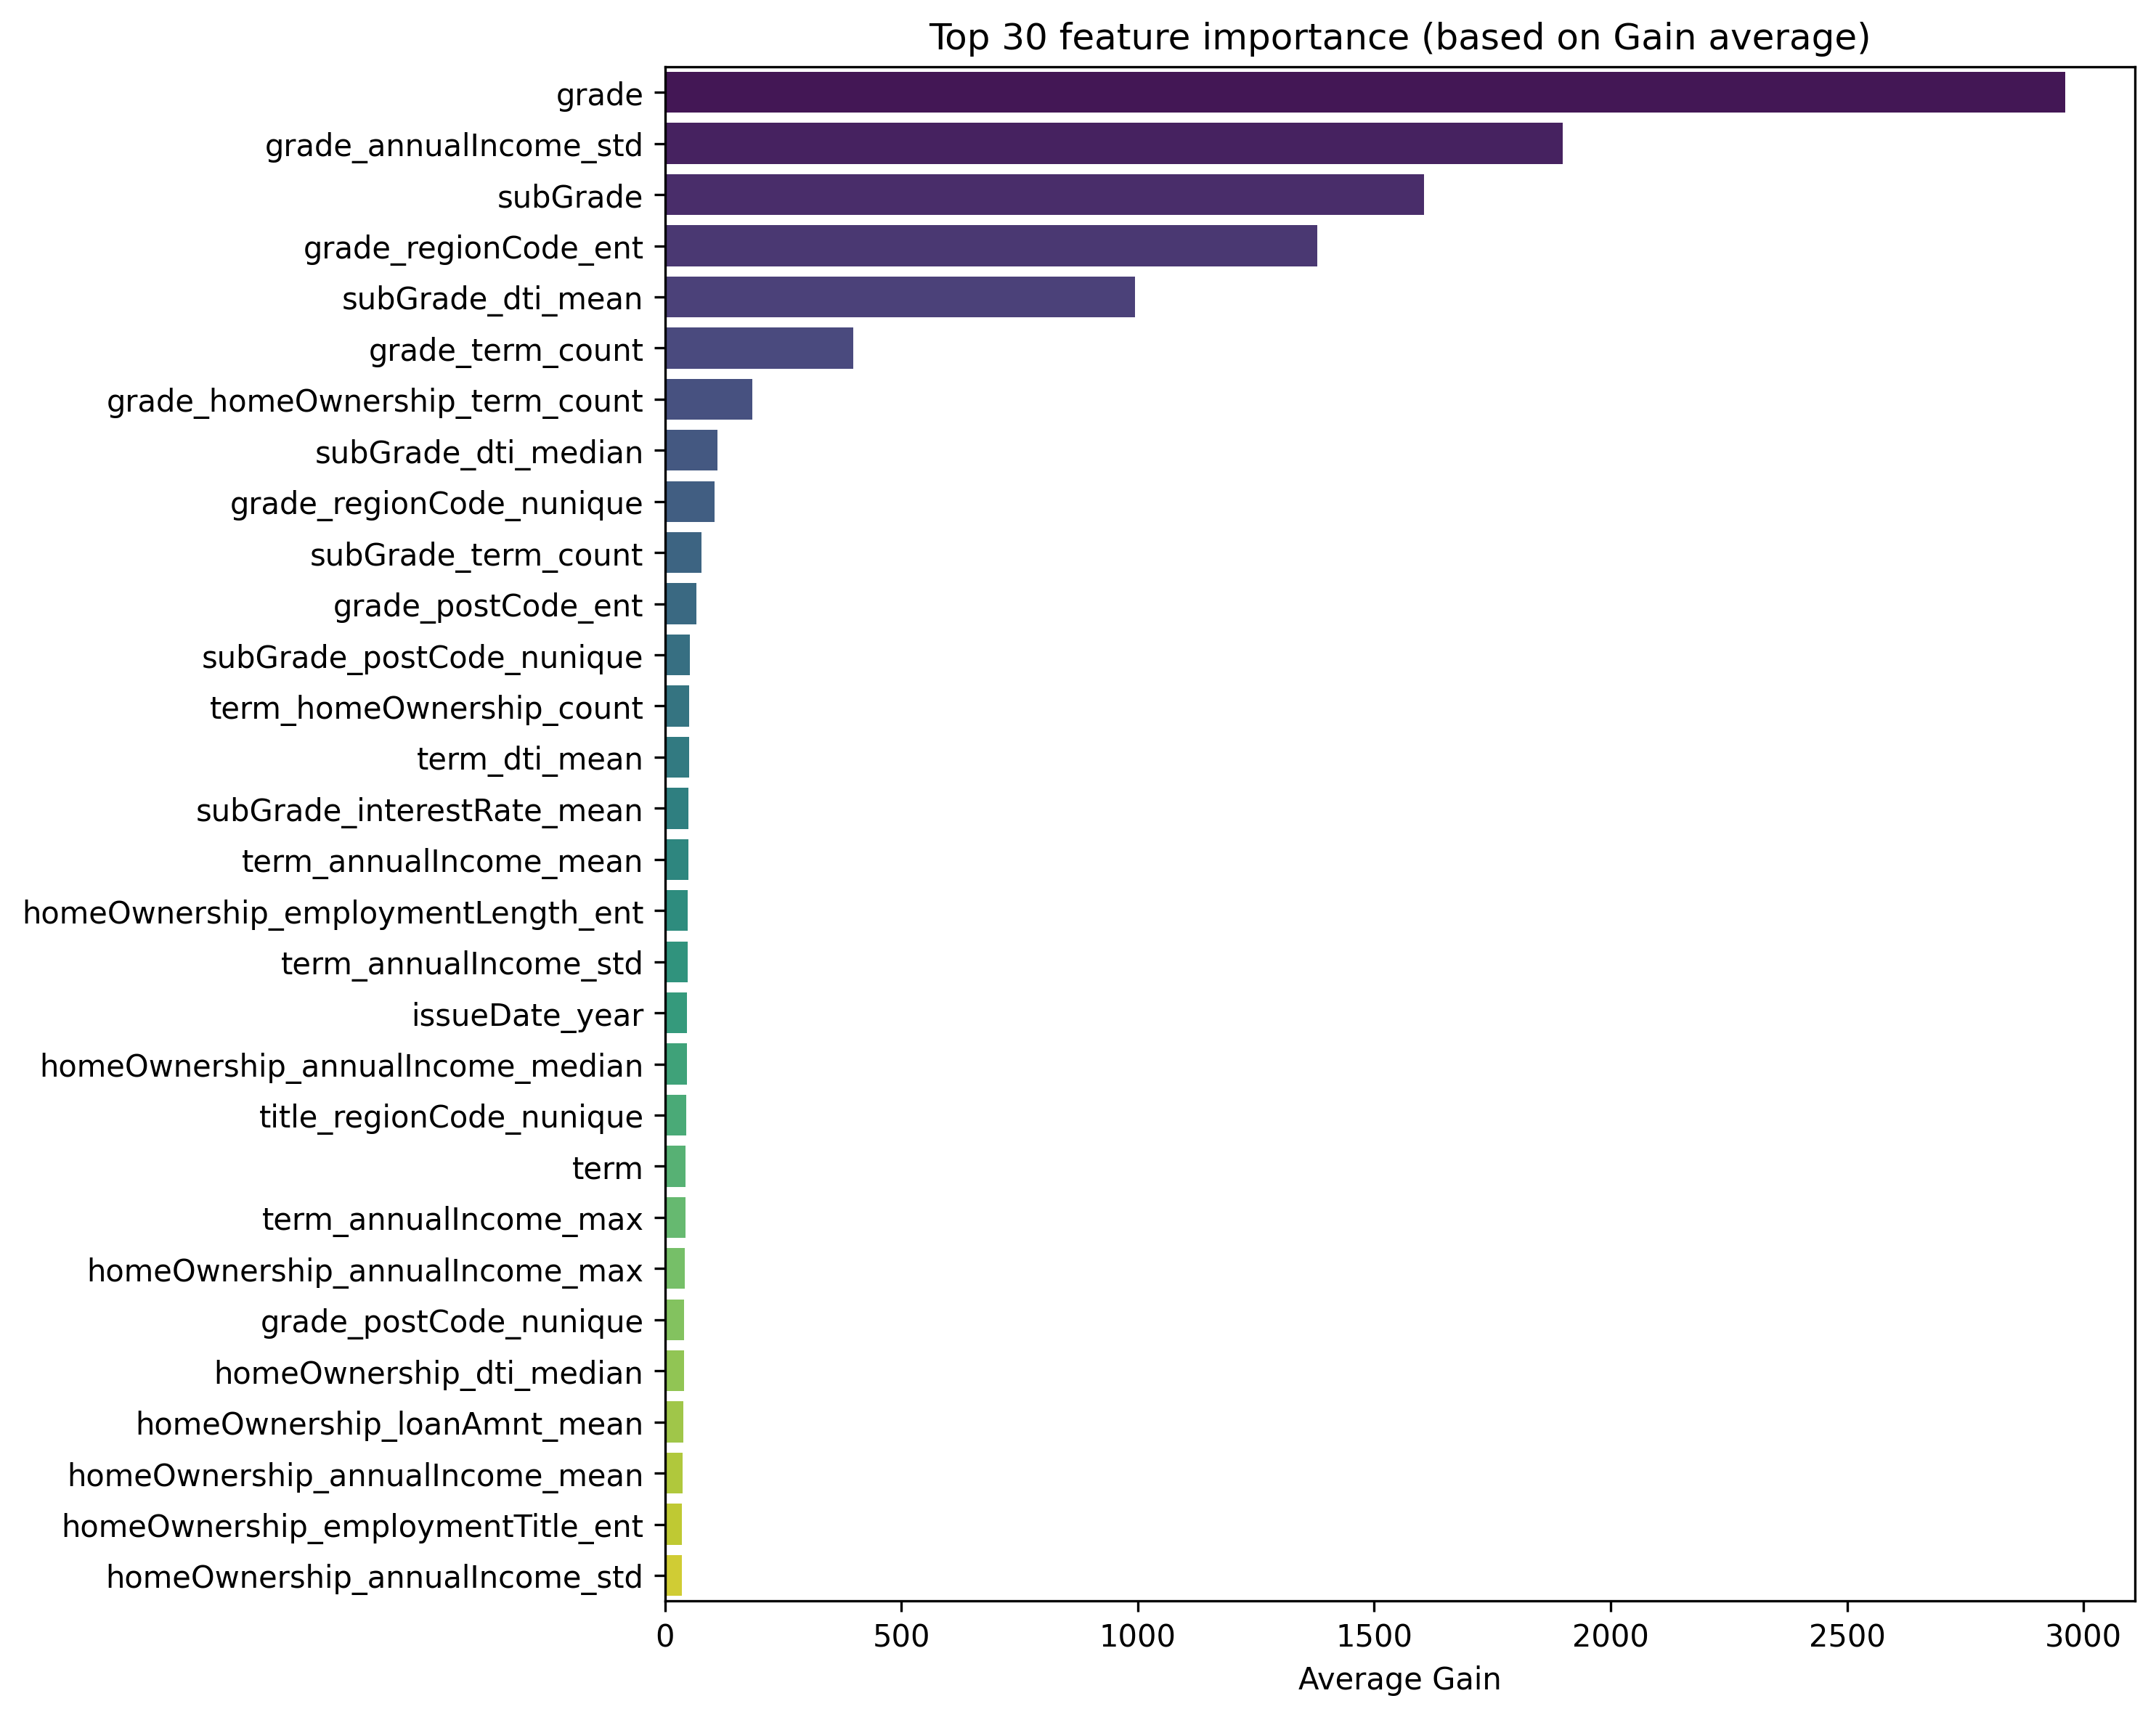 Top 30 feature importance (based on Gain average)
grade
grade_annualIncome_std
subGrade
grade_regionCode_ent
subGrade_dti_mean
grade_term_count
grade_homeOwnership_term_count
subGrade_dti_median
grade_regionCode_nunique
subGrade_term_count
grade_postCode_ent
subGrade_postCode_nunique
term_homeOwnership_count
term_dti_mean
subGrade_interestRate_mean
term_annualIncome_mean
homeOwnership_employmentLength_ent
term_annualIncome_std
issueDate_year
homeOwnership_annualIncome_median
title_regionCode_nunique
term
term_annualIncome_max
homeOwnership_annualIncome_max
grade_postCode_nunique
homeOwnership_dti_median
homeOwnership_loanAmnt_mean
homeOwnership_annualIncome_mean
homeOwnership_employmentTitle_ent
homeOwnership_annualIncome_std
0 500 1000 1500 2000 2500 3000
Average Gain